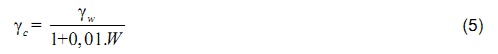 γc = γw / 1+0,01.W (5)